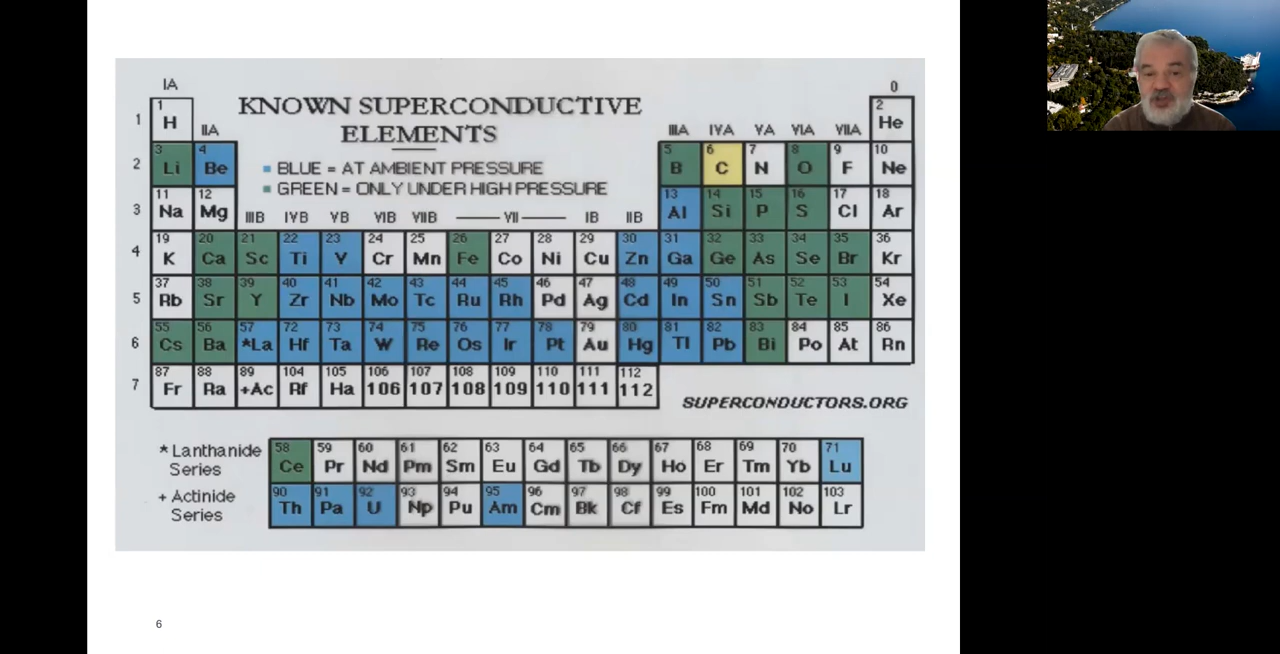 IA
0
1
H
2
He
1
KNOWN SUPERCONDUCTIVE
ELEMENTS
IIA
IIIA IVA VA VIA VIIA
2
3 4 5 6 7 8 9 10
Li Be B C N O F Ne
BLUE = AT AMBIENT PRESSURE
GREEN = ONLY UNDER HIGH PRESSURE
3
11 12 13 14 15 16 17 18
Na Mg Al Si P S Cl Ar
IIIB IVB VB VIB VIIB VII IB IIB
4
19 20 21 22 23 24 25 26 27 28 29 30 31 32 33 34 35 36
K Ca Sc Ti V Cr Mn Fe Co Ni Cu Zn Ga Ge As Se Br Kr
5
37 38 39 40 41 42 43 44 45 46 47 48 49 50 51 52 53 54
Rb Sr Y Zr Nb Mo Tc Ru Rh Pd Ag Cd In Sn Sb Te I Xe
6
55 56 57 72 73 74 75 76 77 78 79 80 81 82 83 84 85 86
Cs Ba *La Hf Ta W Re Os Ir Pt Au Hg Tl Pb Bi Po At Rn
7
87 88 89 104 105 106 107 108 109 110 111 112
Fr Ra +Ac Rf Ha 106 107 108 109 110 111 112
SUPERCONDUCTORS.ORG
* Lanthanide
Series
58 59 60 61 62 63 64 65 66 67 68 69 70 71
Ce Pr Nd Pm Sm Eu Gd Tb Dy Ho Er Tm Yb Lu
+ Actinide
Series
90 91 92 93 94 95 96 97 98 99 100 101 102 103
Th Pa U Np Pu Am Cm Bk Cf Es Fm Md No Lr
6